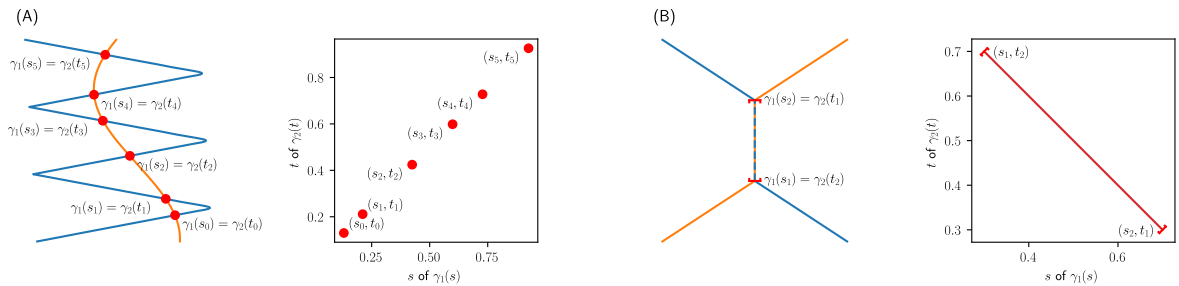 (A)
γ₁(s₅) = γ₂(t₅)
γ₁(s₄) = γ₂(t₄)
γ₁(s₃) = γ₂(t₃)
γ₁(s₂) = γ₂(t₂)
γ₁(s₁) = γ₂(t₁)
γ₁(s₀) = γ₂(t₀)
t of γ₂(t)
0.8
0.6
0.4
0.2
(s₅, t₅)
(s₄, t₄)
(s₃, t₃)
(s₂, t₂)
(s₁, t₁)
(s₀, t₀)
0.25
0.50
0.75
s of γ₁(s)
(B)
γ₁(s₂) = γ₂(t₁)
γ₁(s₁) = γ₂(t₂)
t of γ₂(t)
0.7
0.6
0.5
0.4
0.3
(s₁, t₂)
(s₂, t₁)
0.4
0.6
s of γ₁(s)